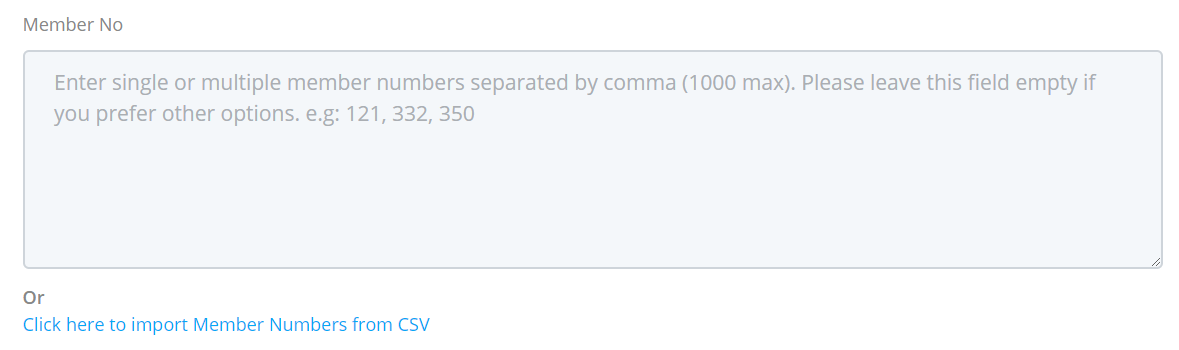 Member No
Enter single or multiple member numbers separated by comma (1000 max). Please leave this field empty if
you prefer other options. e.g: 121, 332, 350
Or
Click here to import Member Numbers from CSV